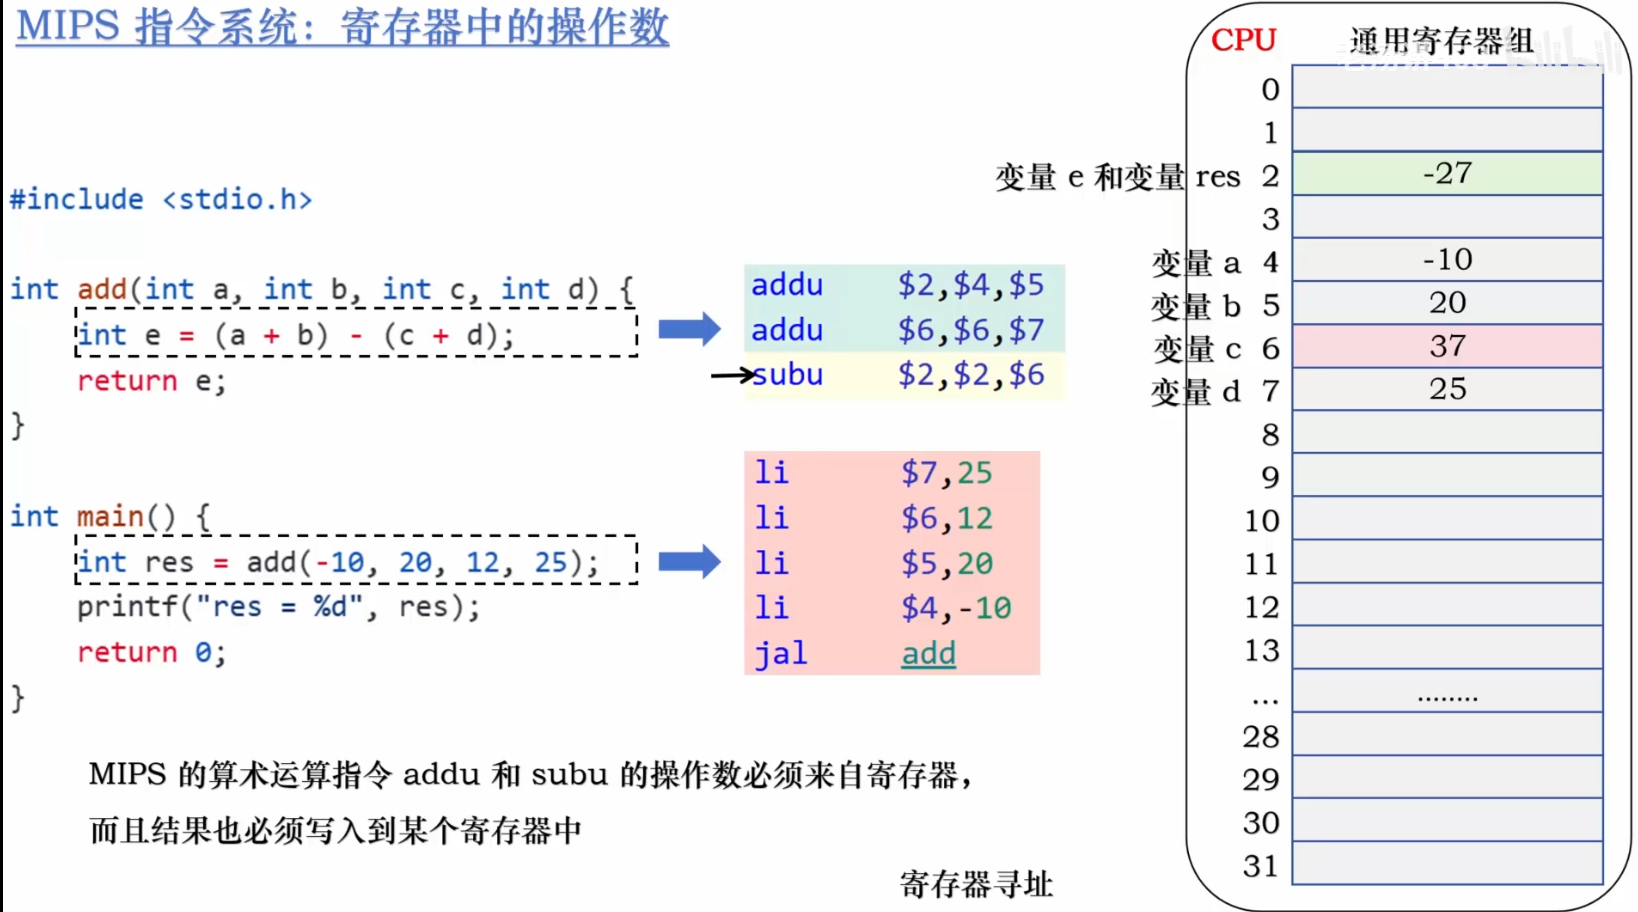 MIPS 指令系统：寄存器中的操作数
CPU 通用寄存器组
#include <stdio.h>
int add(int a, int b, int c, int d) {
int e = (a + b) - (c + d);
return e;
}
int main() {
int res = add(-10, 20, 12, 25);
printf("res = %d", res);
return 0;
}
addu $2,$4,$5
addu $6,$6,$7
subu $2,$2,$6
li $7,25
li $6,12
li $5,20
li $4,-10
jal add
0
1
变量 e 和变量 res 2 -27
3
变量 a 4 -10
变量 b 5 20
变量 c 6 37
变量 d 7 25
8
9
10
11
12
13
... ........
28
29
30
31
MIPS 的算术运算指令 addu 和 subu 的操作数必须来自寄存器，
而且结果也必须写入到某个寄存器中
寄存器寻址